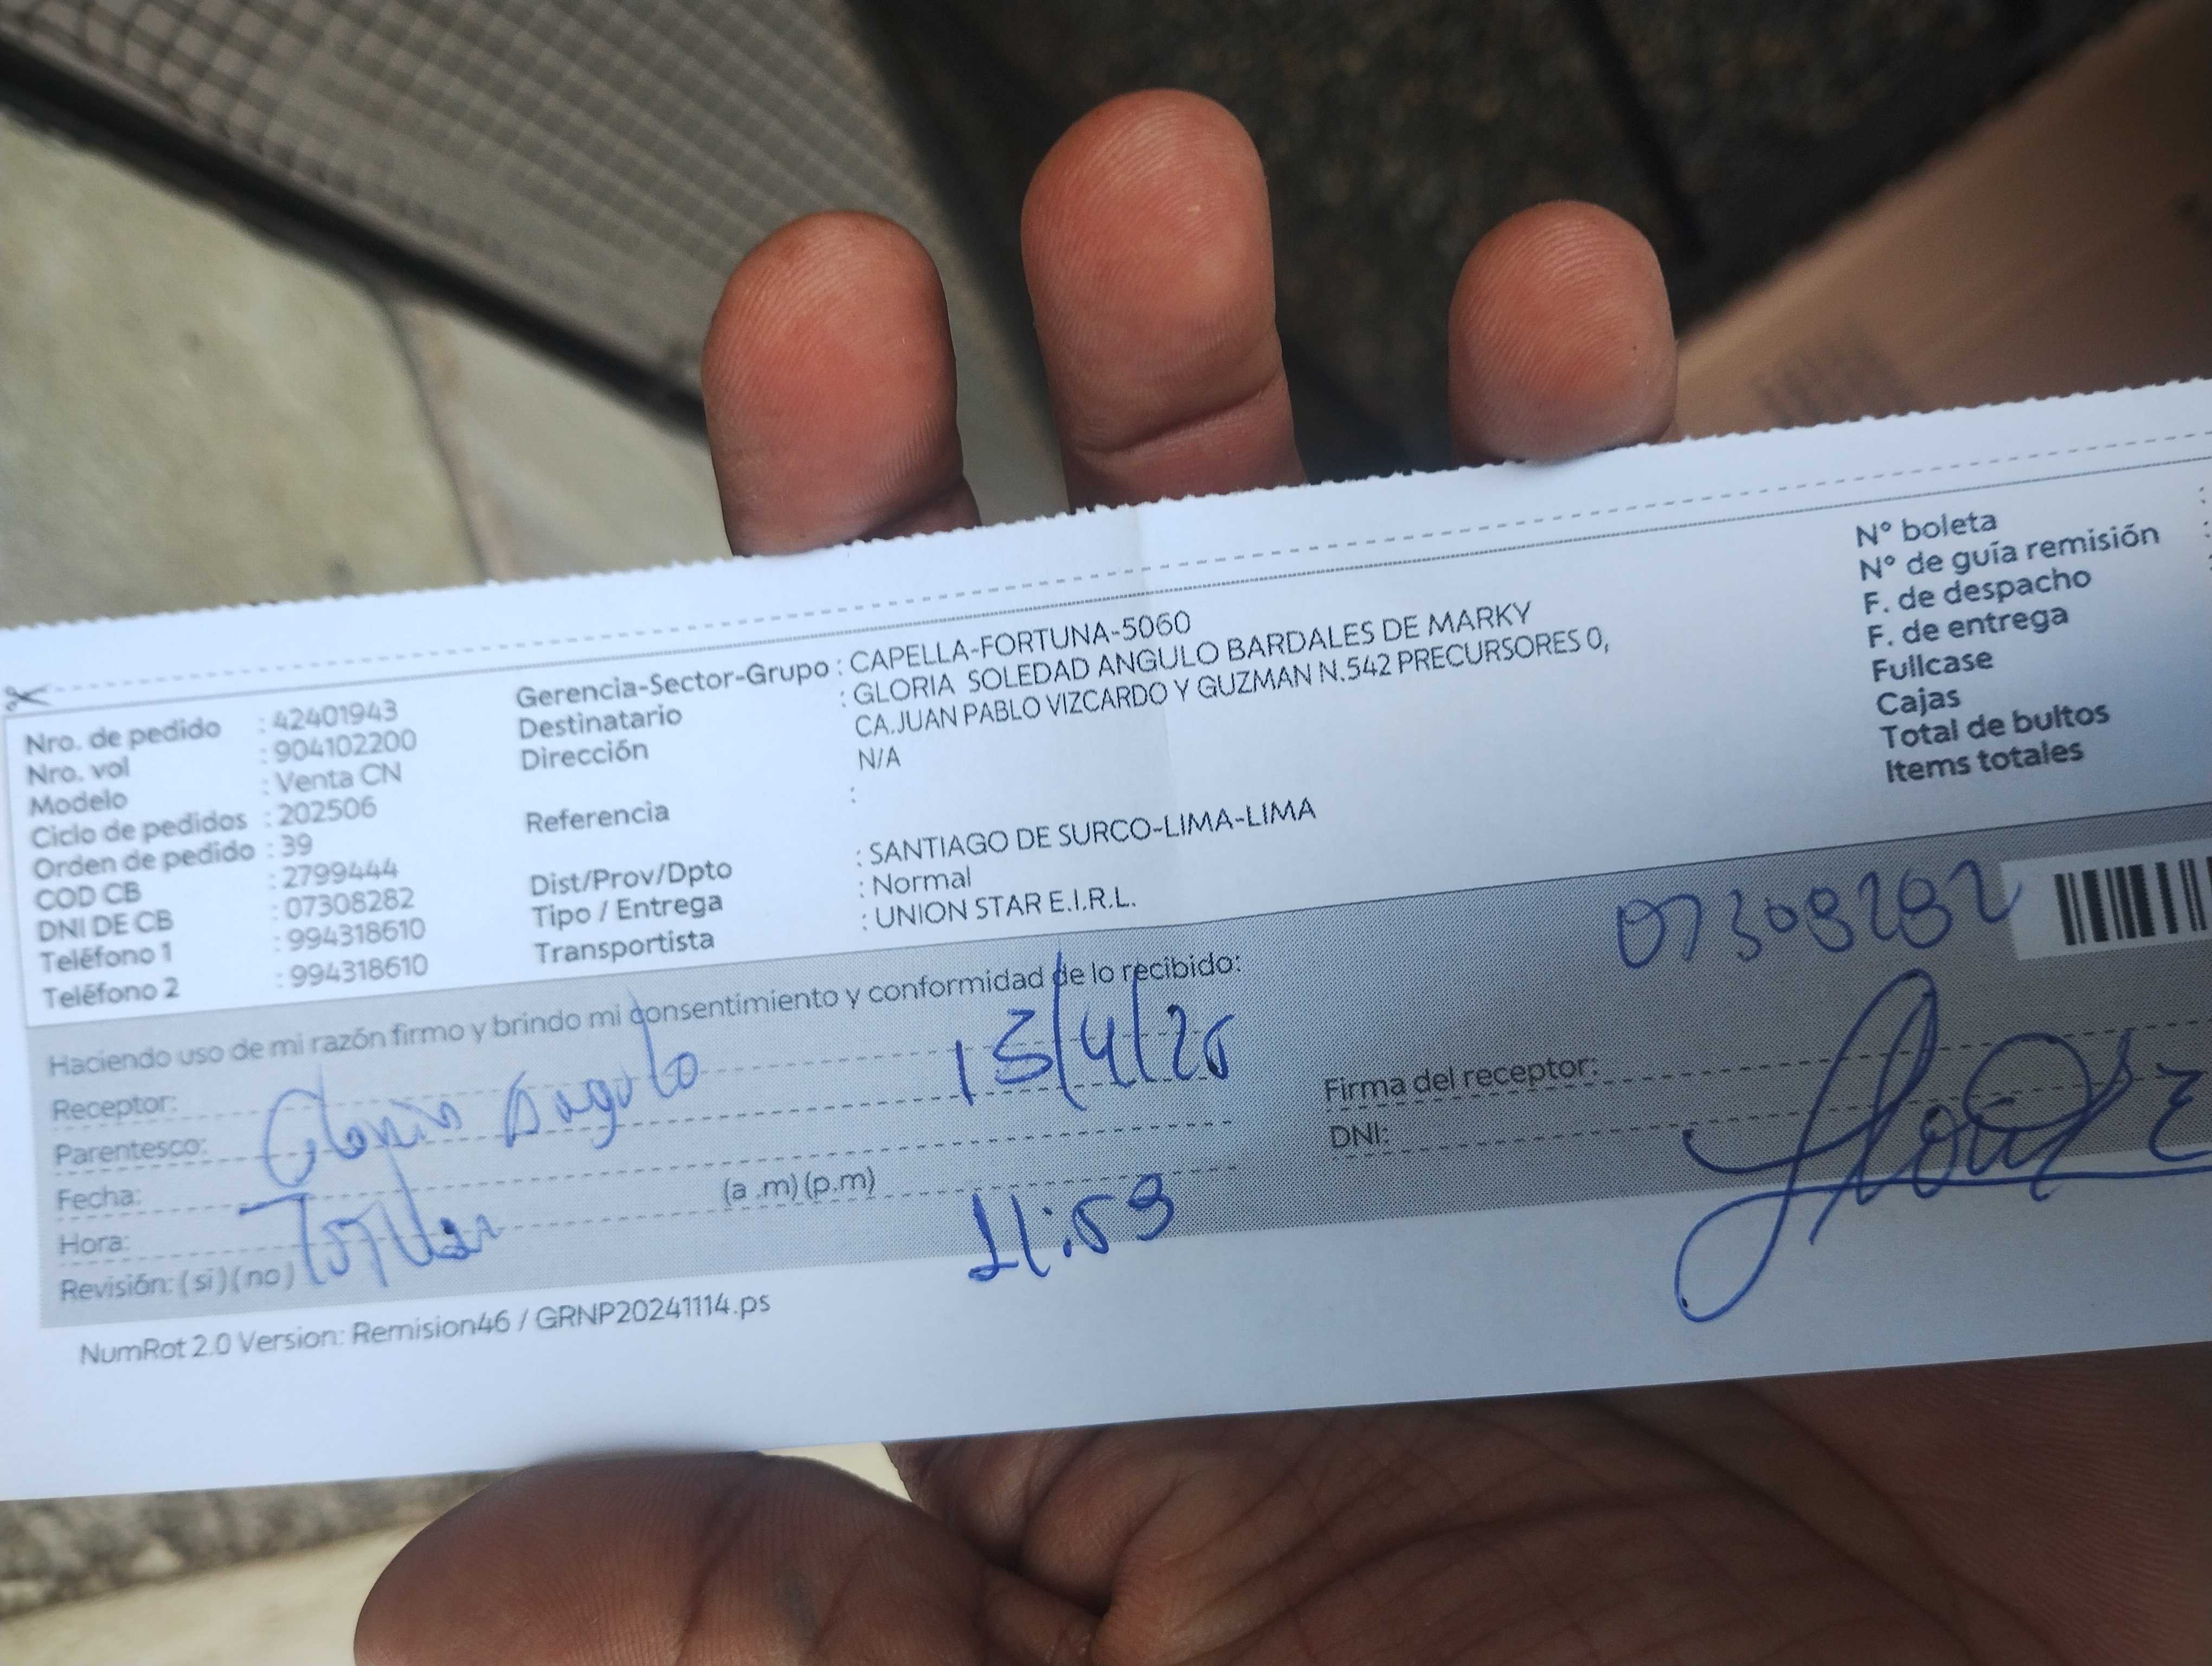 Nro. de pedido : 42401943
Nro. vol : 904102200
Modelo : Venta CN
Ciclo de pedidos : 202506
Orden de pedido : 39
COD CB : 2799444
DNI DE CB : 07308282
Teléfono 1 : 994318610
Teléfono 2 : 994318610
Gerencia-Sector-Grupo : CAPELLA-FORTUNA-5060
Destinatario : GLORIA SOLEDAD ANGULO BARDALES DE MARKY
Dirección CA.JUAN PABLO VIZCARDO Y GUZMAN N.542 PRECURSORES 0,
N/A
Referencia :
Dist/Prov/Dpto : SANTIAGO DE SURCO-LIMA-LIMA
Tipo / Entrega : Normal
Transportista : UNION STAR E.I.R.L.
N° boleta :
N° de guía remisión :
F. de despacho :
F. de entrega
Fullcase
Cajas
Total de bultos
Items totales
Haciendo uso de mi razón firmo y brindo mi consentimiento y conformidad de lo recibido:
07308282
Receptor:
Parentesco: Gloria Angulo
Fecha:
Hora: (a .m) (p.m)
Revisión: (si) (no) Titular
11:59
Firma del receptor:
DNI:
NumRot 2.0 Version: Remision46 / GRNP20241114.ps